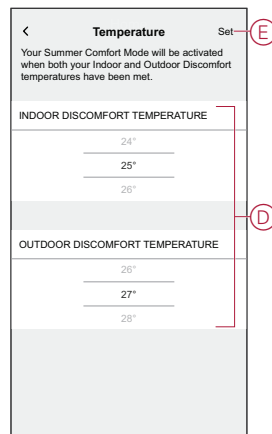 Temperature
Set
E
Your Summer Comfort Mode will be activated
when both your Indoor and Outdoor Discomfort
temperatures have been met.
INDOOR DISCOMFORT TEMPERATURE
24°
25°
26°
D
OUTDOOR DISCOMFORT TEMPERATURE
26°
27°
28°